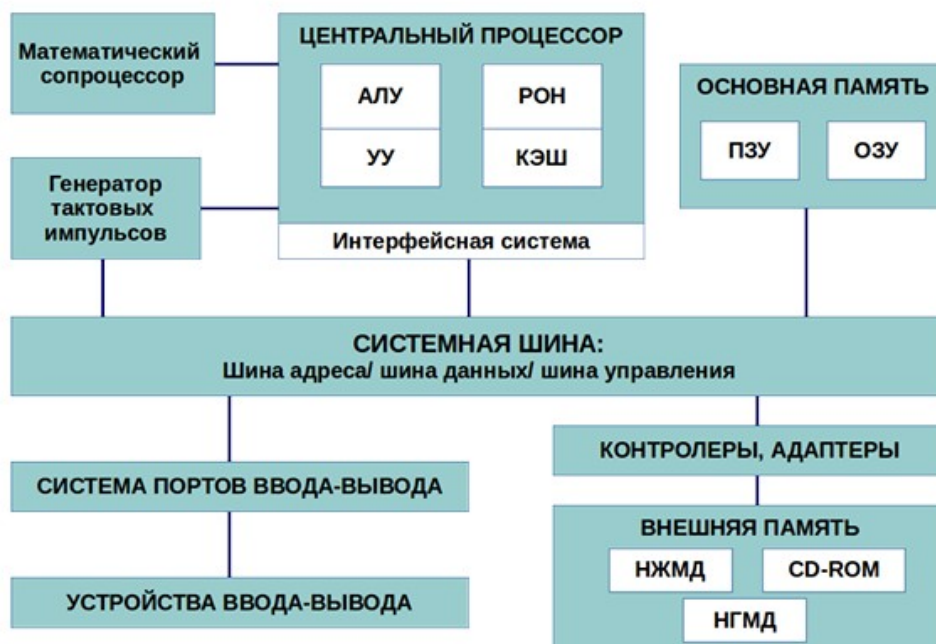 Математический
сопроцессор
ЦЕНТРАЛЬНЫЙ ПРОЦЕССОР
АЛУ
РОН
УУ
КЭШ
Интерфейсная система
ОСНОВНАЯ ПАМЯТЬ
ПЗУ
ОЗУ
Генератор
тактовых
импульсов
СИСТЕМНАЯ ШИНА:
Шина адреса/ шина данных/ шина управления
СИСТЕМА ПОРТОВ ВВОДА-ВЫВОДА
УСТРОЙСТВА ВВОДА-ВЫВОДА
КОНТРОЛЕРЫ, АДАПТЕРЫ
ВНЕШНЯЯ ПАМЯТЬ
НЖМД
CD-ROM
НГМД